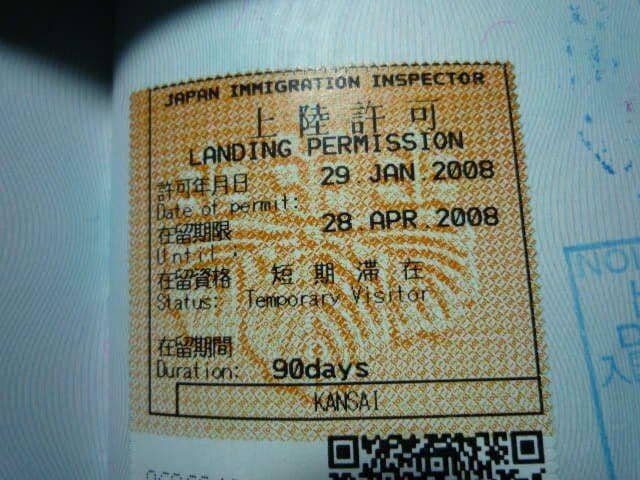 JAPAN IMMIGRATION INSPECTOR
上陸許可
LANDING PERMISSION
許可年月日 29 JAN. 2008
Date of permit:
在留期限 28 APR. 2008
Until :
在留資格 短期滞在
Status: Temporary Visitor
在留期間
Duration: 90days
KANSAI